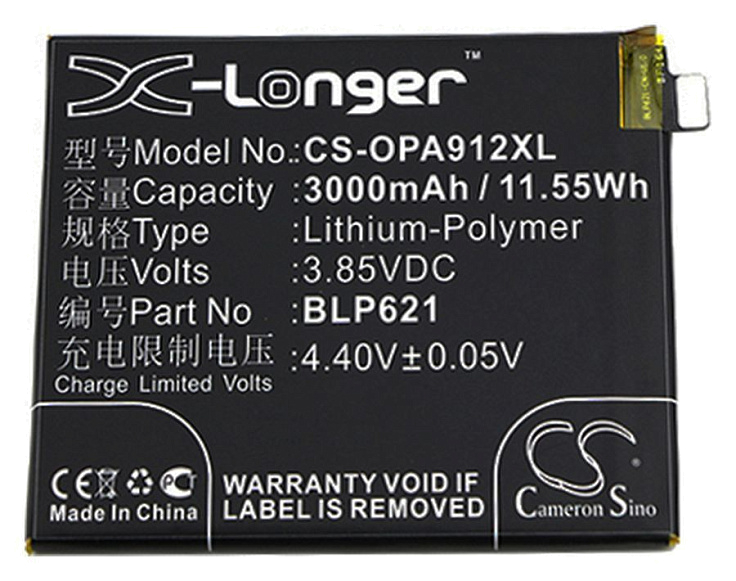 X-Longer™
型号Model No.:CS-OPA912XL
容量Capacity :3000mAh / 11.55Wh
规格Type :Lithium-Polymer
电压Volts :3.85VDC
编号Part No :BLP621
充电限制电压 :4.40V±0.05V
Charge Limited Volts
CE PCT
Made In China
WARRANTY VOID IF
LABEL IS REMOVED
CS®
Cameron Sino